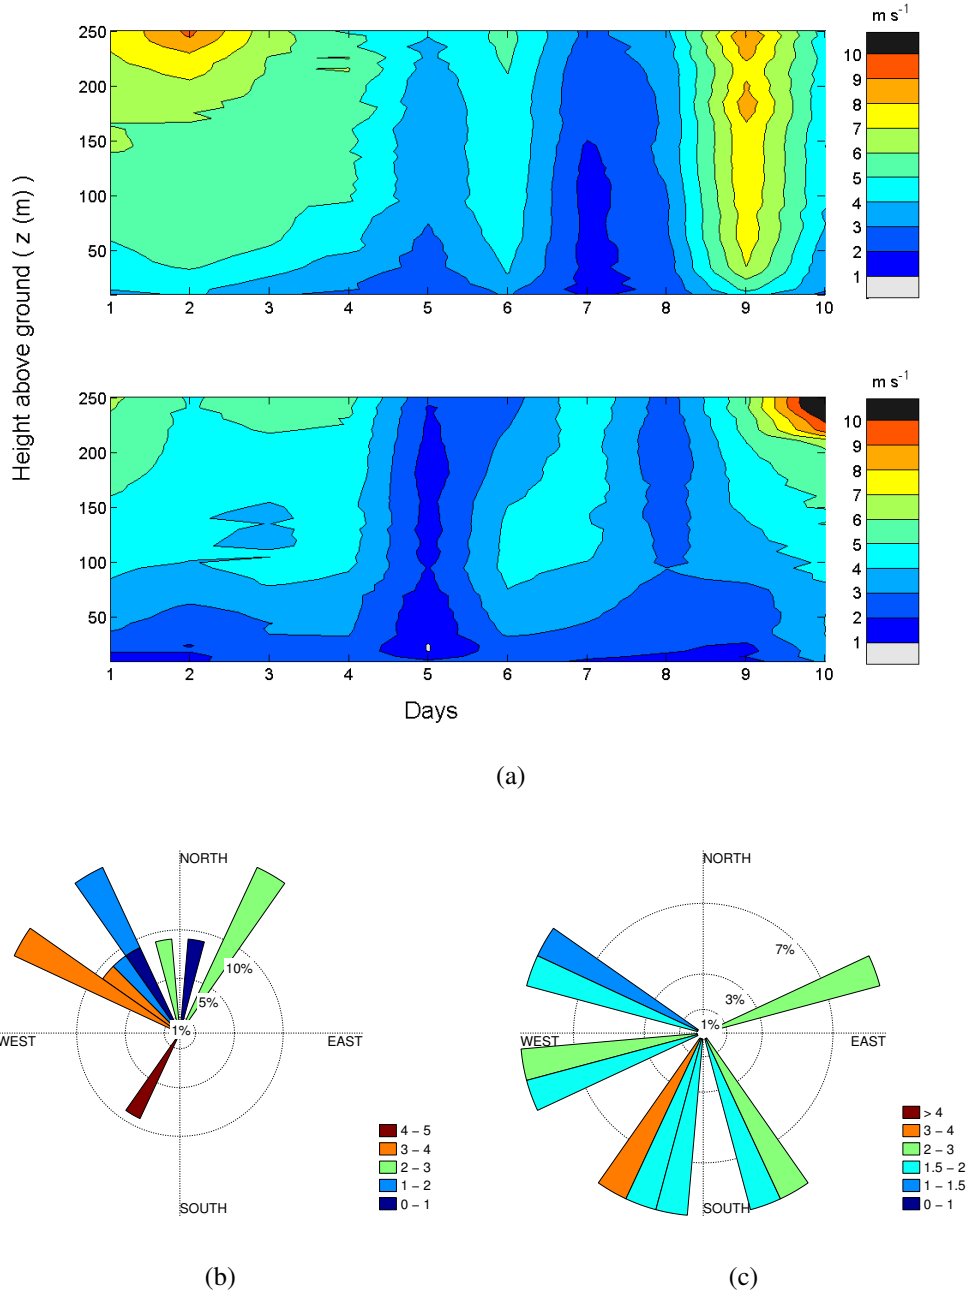 m s-1
250
200
150
100
50
1 2 3 4 5 6 7 8 9 10
10
9
8
7
6
5
4
3
2
1
Height above ground ( z (m) )
m s-1
250
200
150
100
50
1 2 3 4 5 6 7 8 9 10
10
9
8
7
6
5
4
3
2
1
Days
(a)
NORTH
10%
5%
1%
WEST
EAST
SOUTH
4 – 5
3 – 4
2 – 3
1 – 2
0 – 1
(b)
NORTH
7%
3%
1%
WEST
EAST
SOUTH
> 4
3 – 4
2 – 3
1.5 – 2
1 – 1.5
0 – 1
(c)